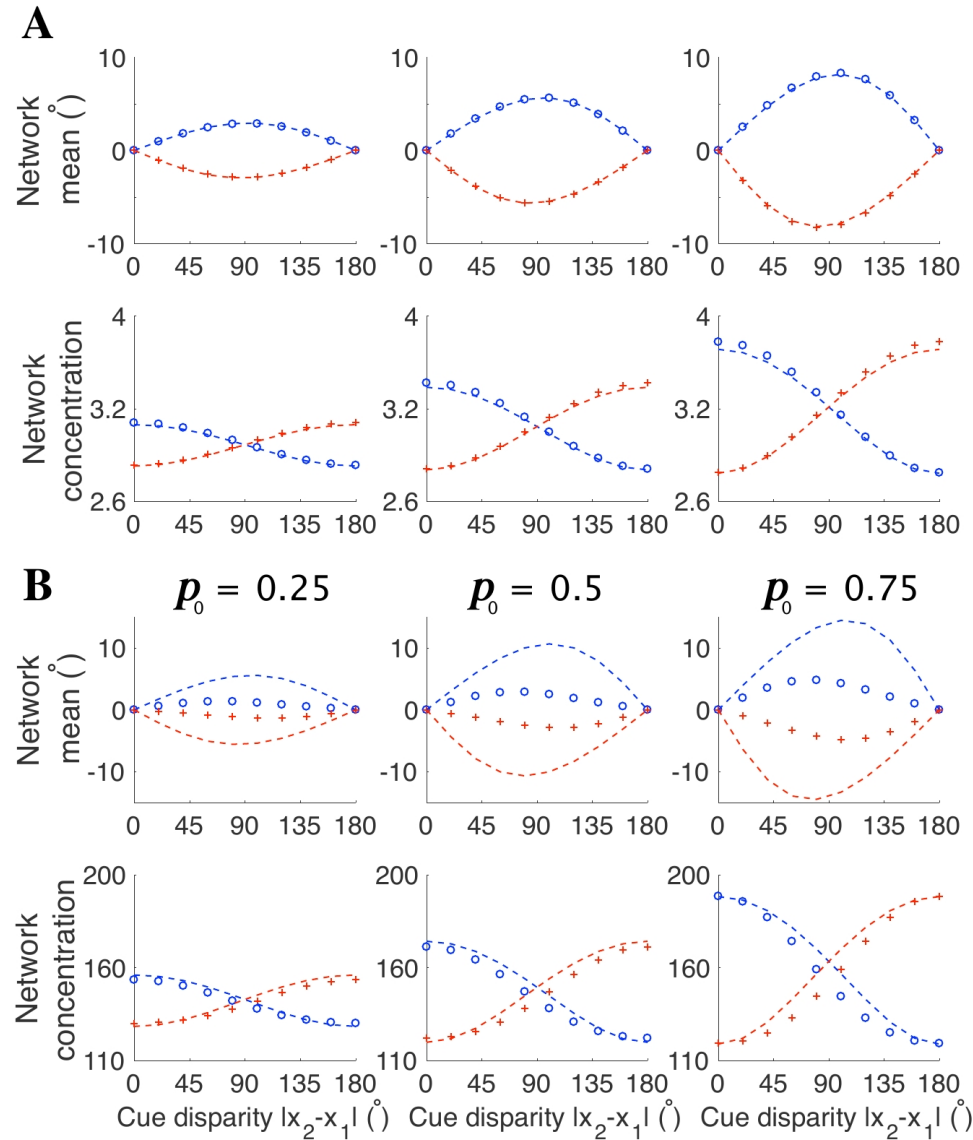 A
Network mean (°)
10
0
-10
0 45 90 135 180
10
0
-10
0 45 90 135 180
10
0
-10
0 45 90 135 180
Network concentration
4
3.2
2.6
0 45 90 135 180
4
3.2
2.6
0 45 90 135 180
4
3.2
2.6
0 45 90 135 180
B
p₀ = 0.25
p₀ = 0.5
p₀ = 0.75
Network mean (°)
10
0
-10
0 45 90 135 180
10
0
-10
0 45 90 135 180
10
0
-10
0 45 90 135 180
Network concentration
200
160
110
0 45 90 135 180
Cue disparity |x₂-x₁| (°)
200
160
110
0 45 90 135 180
Cue disparity |x₂-x₁| (°)
200
160
110
0 45 90 135 180
Cue disparity |x₂-x₁| (°)